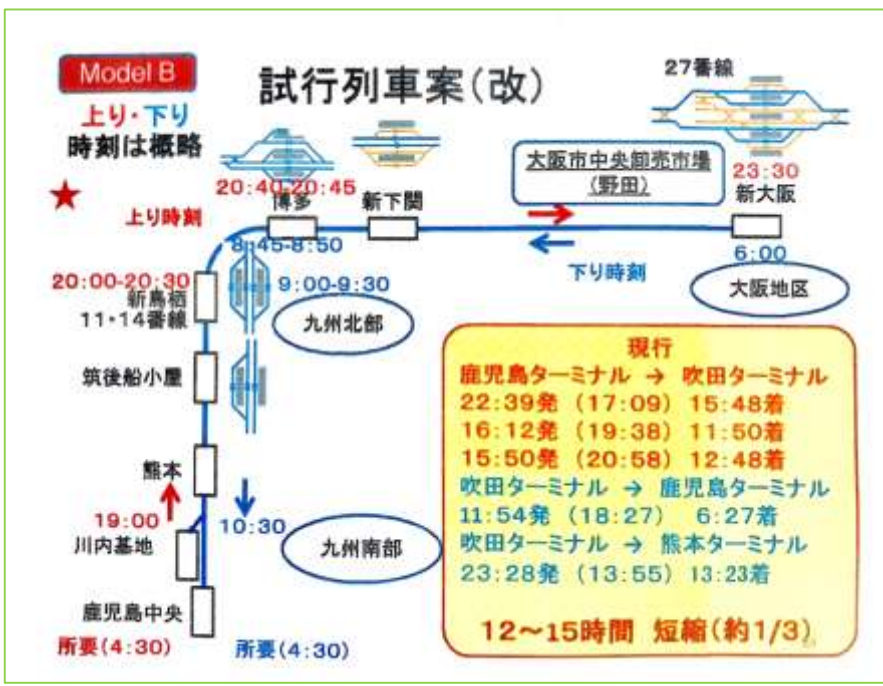 Model B
試行列車案(改)
27番線
上り・下り
時刻は概略
大阪市中央卸売市場
(野田)
23:30
新大阪
20:40-20:45
博多
新下関
上り時刻
8:45-8:50
下り時刻
6:00
大阪地区
20:00-20:30
新鳥栖
11・14番線
9:00-9:30
九州北部
筑後船小屋
熊本
19:00
10:30
川内基地
九州南部
鹿児島中央
所要(4:30)
所要(4:30)
現行
鹿児島ターミナル → 吹田ターミナル
22:39発 (17:09) 15:48着
16:12発 (19:38) 11:50着
15:50発 (20:58) 12:48着
吹田ターミナル → 鹿児島ターミナル
11:54発 (18:27) 6:27着
吹田ターミナル → 熊本ターミナル
23:28発 (13:55) 13:23着
12～15時間 短縮(約1/3)